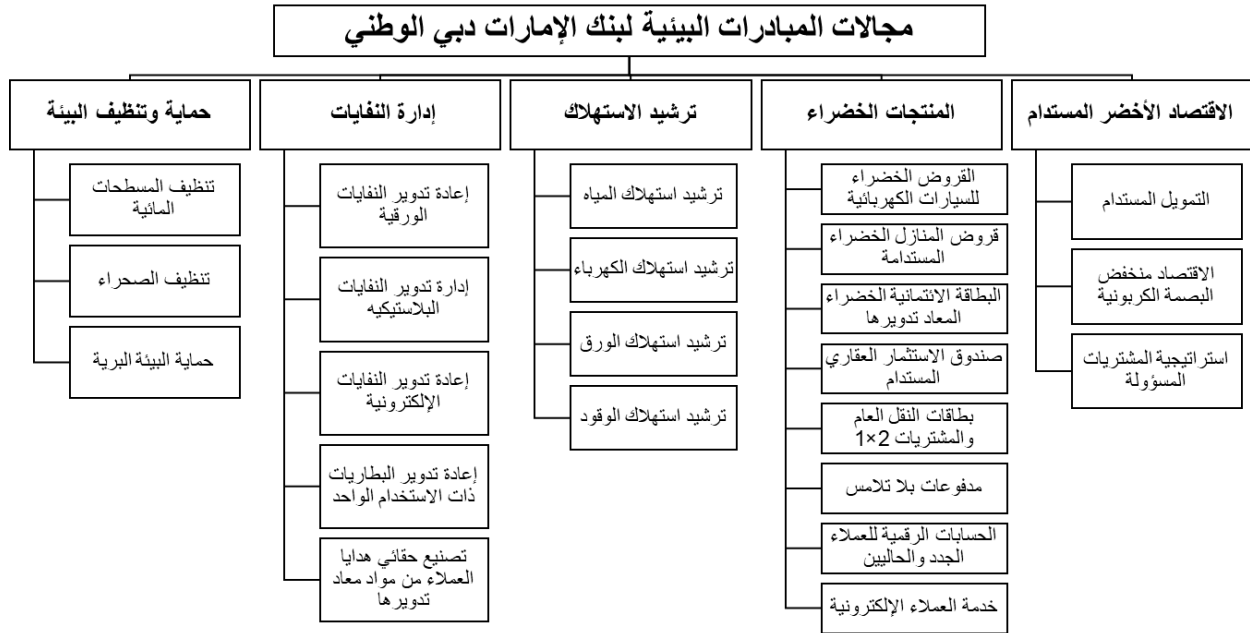 مجالات المبادرات البيئية لبنك الإمارات دبي الوطني
الاقتصاد الأخضر المستدام
التمويل المستدام
الاقتصاد منخفض
البصمة الكربونية
استراتيجية المشتريات
المسؤولة
المنتجات الخضراء
القروض الخضراء
للسيارات الكهربائية
قروض المنازل الخضراء
المستدامة
البطاقة الائتمانية الخضراء
المعاد تدويرها
صندوق الاستثمار العقاري
المستدام
بطاقات النقل العام
والمشتريات 2×1
مدفوعات بلا تلامس
الحسابات الرقمية للعملاء
الجدد والحاليين
خدمة العملاء الإلكترونية
ترشيد الاستهلاك
ترشيد استهلاك المياه
ترشيد استهلاك الكهرباء
ترشيد استهلاك الورق
ترشيد استهلاك الوقود
إدارة النفايات
إعادة تدوير النفايات
الورقية
إدارة تدوير النفايات
البلاستيكيه
إعادة تدوير النفايات
الإلكترونية
إعادة تدوير البطاريات
ذات الاستخدام الواحد
تصنيع حقائي هدايا
العملاء من مواد معاد
تدويرها
حماية وتنظيف البيئة
تنظيف المسطحات
المائية
تنظيف الصحراء
حماية البيئة البرية